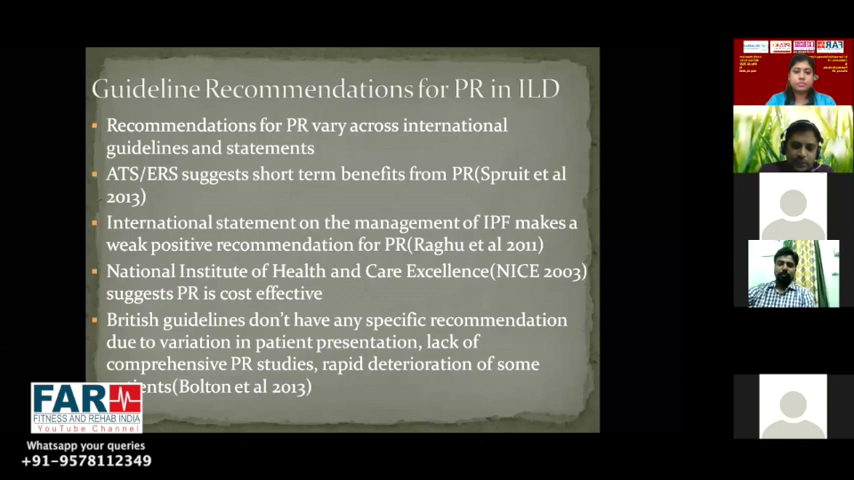 Guideline Recommendations for PR in ILD
Recommendations for PR vary across international
guidelines and statements
ATS/ERS suggests short term benefits from PR(Spruit et al
2013)
International statement on the management of IPF makes a
weak positive recommendation for PR(Raghu et al 2011)
National Institute of Health and Care Excellence(NICE 2003)
suggests PR is cost effective
British guidelines don't have any specific recommendation
due to variation in patient presentation, lack of
comprehensive PR studies, rapid deterioration of some
ents(Bolton et al 2013)
FAR
FITNESS AND REHAB INDIA
YouTube Channel
Whatsapp your queries
+91-9578112349